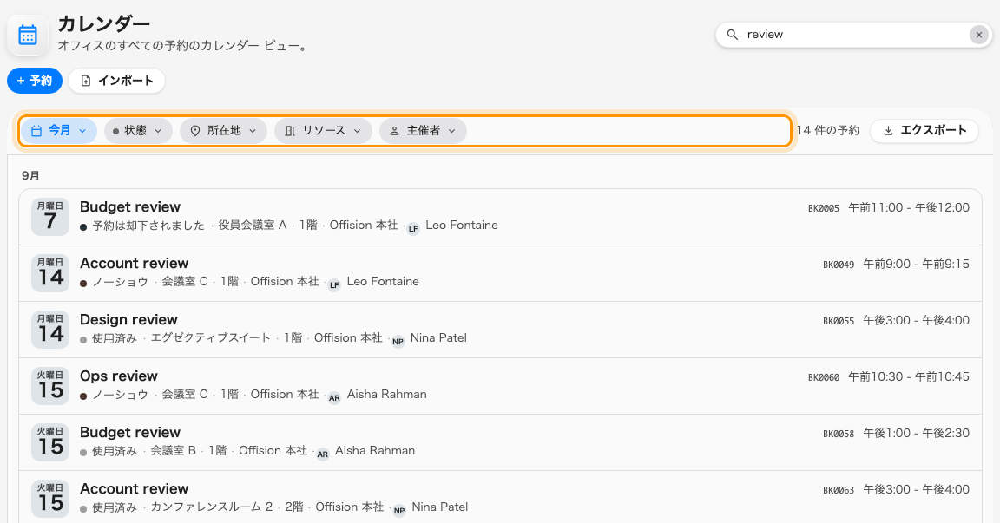 カレンダー
オフィスのすべての予約のカレンダー ビュー。
review
+ 予約
インポート
今月
状態
所在地
リソース
主催者
14 件の予約
エクスポート
9月
月曜日
7
Budget review
予約は却下されました · 役員会議室 A · 1階 · Offision 本社 · LF Leo Fontaine
BK0005 午前11:00 - 午後12:00
月曜日
14
Account review
ノーショウ · 会議室 C · 1階 · Offision 本社 · LF Leo Fontaine
BK0049 午前9:00 - 午前9:15
月曜日
14
Design review
使用済み · エグゼクティブスイート · 1階 · Offision 本社 · NP Nina Patel
BK0055 午後3:00 - 午後4:00
火曜日
15
Ops review
ノーショウ · 会議室 C · 1階 · Offision 本社 · AR Aisha Rahman
BK0060 午前10:30 - 午前10:45
火曜日
15
Budget review
使用済み · 会議室 B · 1階 · Offision 本社 · AR Aisha Rahman
BK0058 午後1:00 - 午後2:30
火曜日
15
Account review
使用済み · カンファレンスルーム 2 · 2階 · Offision 本社 · NP Nina Patel
BK0063 午後3:00 - 午後4:00